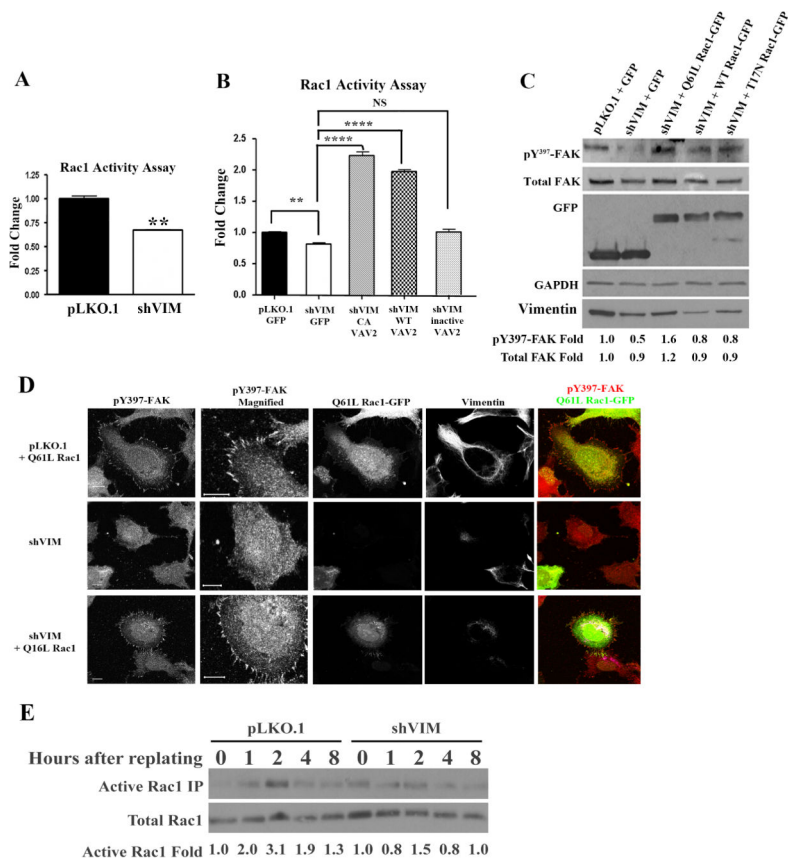 A
Rac1 Activity Assay
Fold Change
1.25
1.00
0.75
0.50
0.25
0.00
**
pLKO.1
shVIM
B
Rac1 Activity Assay
NS
****
****
**
Fold Change
2.5
2.0
1.5
1.0
0.5
0.0
pLKO.1 GFP
shVIM GFP
shVIM CA VAV2
shVIM WT VAV2
shVIM inactive VAV2
C
pLKO.1 + GFP
shVIM + GFP
shVIM + Q61L Rac1-GFP
shVIM + WT Rac1-GFP
shVIM + T17N Rac1-GFP
pY397-FAK
Total FAK
GFP
GAPDH
Vimentin
pY397-FAK Fold 1.0 0.5 1.6 0.8 0.8
Total FAK Fold 1.0 0.9 1.2 0.9 0.9
D
pY397-FAK
pY397-FAK Magnified
Q61L Rac1-GFP
Vimentin
pY397-FAK
Q61L Rac1-GFP
pLKO.1
+ Q61L Rac1
shVIM
shVIM
+ Q16L Rac1
E
pLKO.1 shVIM
Hours after replating 0 1 2 4 8 0 1 2 4 8
Active Rac1 IP
Total Rac1
Active Rac1 Fold 1.0 2.0 3.1 1.9 1.3 1.0 0.8 1.5 0.8 1.0